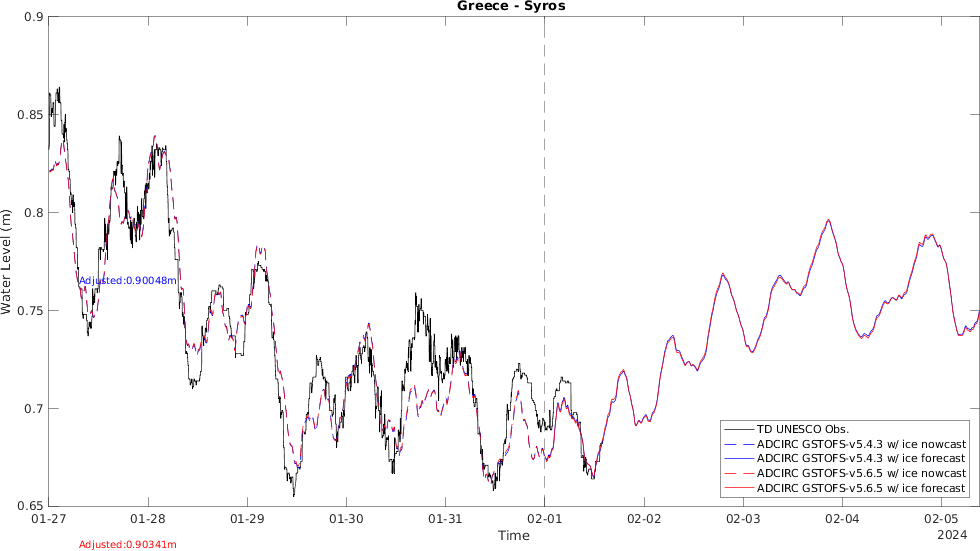 Greece - Syros
0.9
0.85
0.8
0.75
0.7
0.65
Water Level (m)
Adjusted:0.90048m
TD UNESCO Obs.
ADCIRC GSTOFS-v5.4.3 w/ ice nowcast
ADCIRC GSTOFS-v5.4.3 w/ ice forecast
ADCIRC GSTOFS-v5.6.5 w/ ice nowcast
ADCIRC GSTOFS-v5.6.5 w/ ice forecast
01-27 01-28 01-29 01-30 01-31 02-01 02-02 02-03 02-04 02-05
Time
2024
Adjusted:0.90341m